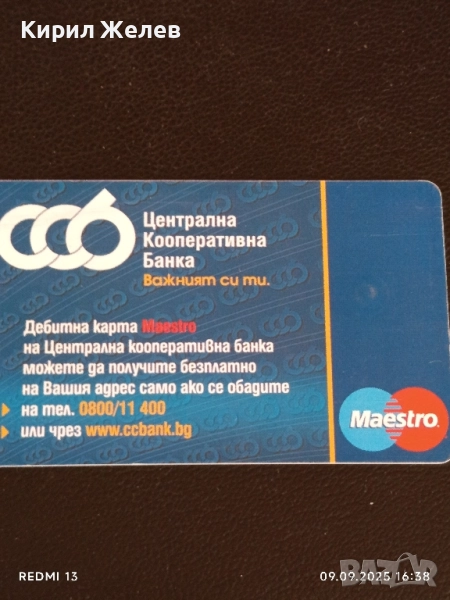 Кирил Желев
ССБ
Централна
Кооперативна
Банка
Важният си ти.
Дебитна карта Maestro
на Централна кооперативна банка
можете да получите безплатно
на Вашия адрес само ако се обадите
на тел. 0800/11 400
или чрез www.ccbank.bg
Maestro
REDMI 13
09.09.2025 16:38
BAZAR